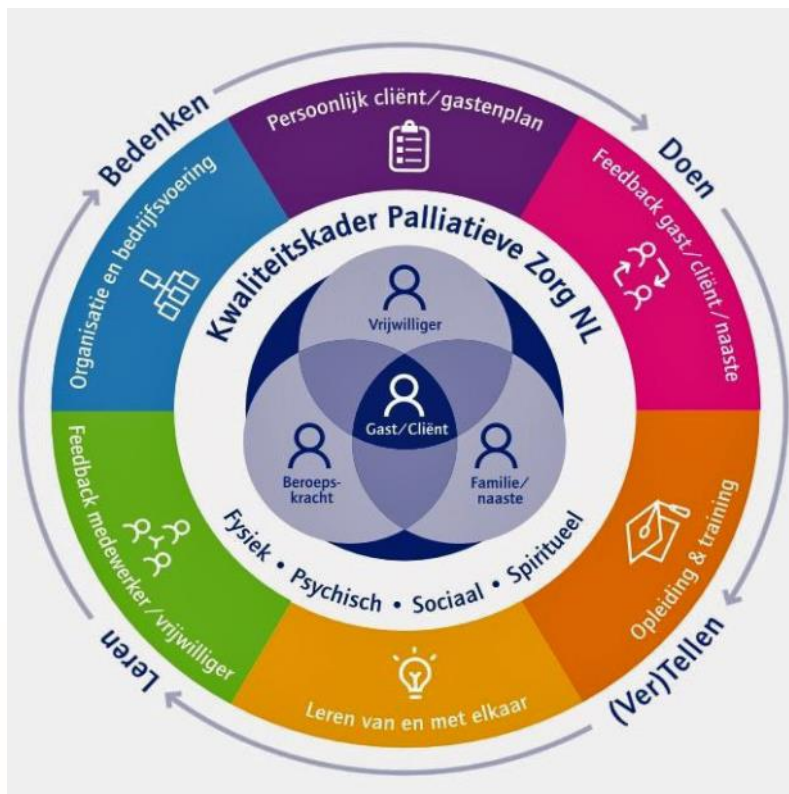 Bedenken
Doen
(Ver)Tellen
Leren
Persoonlijk cliënt/gastenplan
Feedback gast/cliënt/naaste
Opleiding & training
Leren van en met elkaar
Feedback medewerker/vrijwilliger
Organisatie en bedrijfsvoering
Kwaliteitskader Palliatieve Zorg NL
Vrijwilliger
Gast/Cliënt
Beroeps-
kracht
Familie/
naaste
Fysiek • Psychisch • Sociaal • Spiritueel